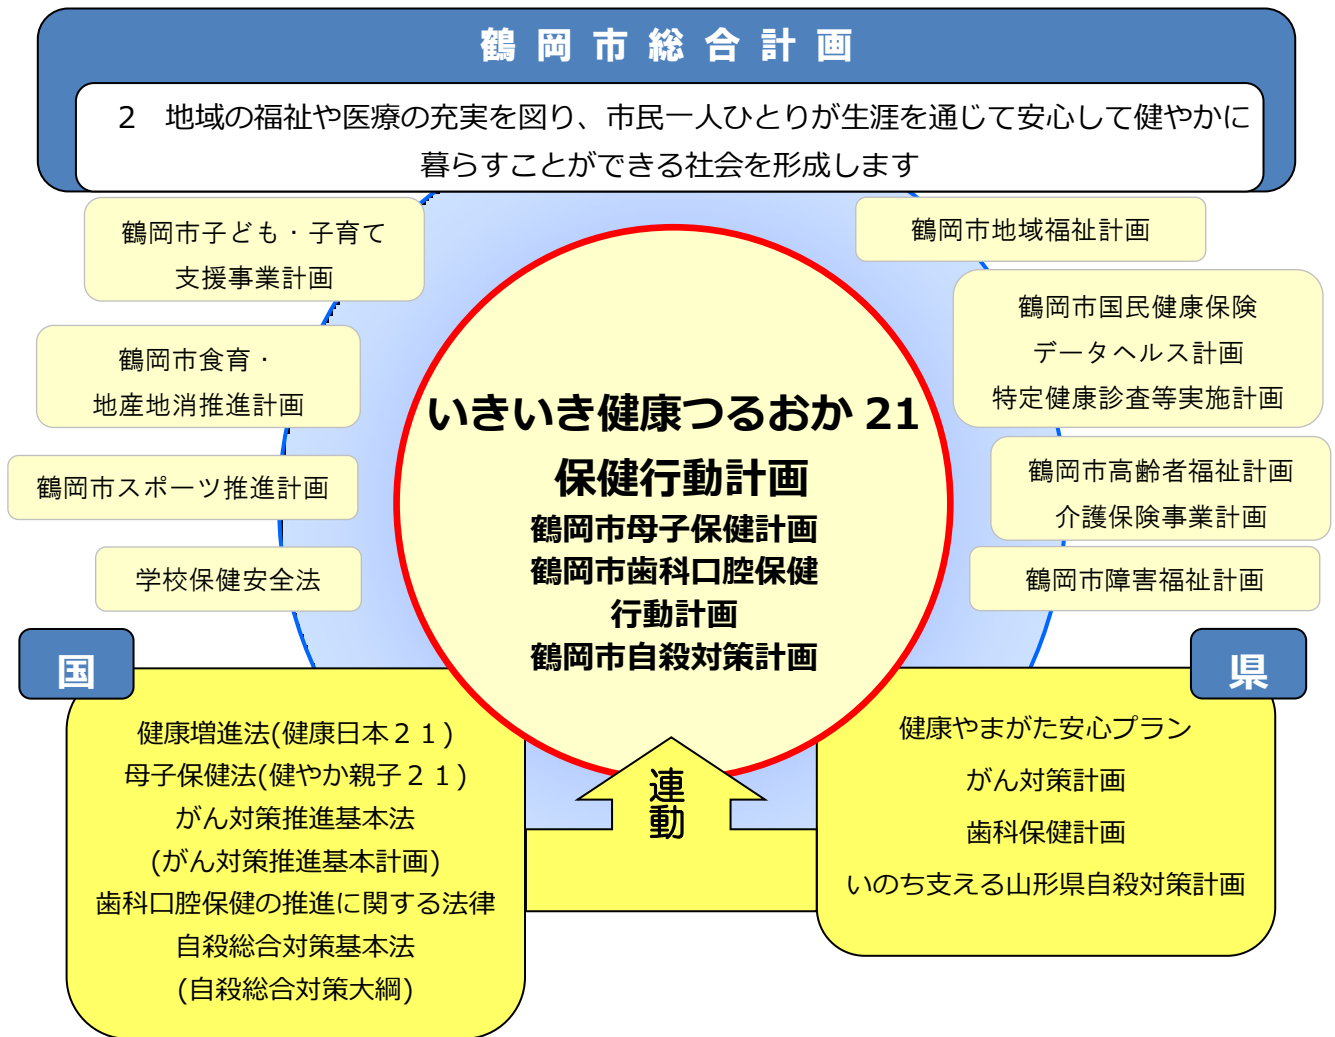 鶴岡市総合計画
2　地域の福祉や医療の充実を図り、市民一人ひとりが生涯を通じて安心して健やかに
暮らすことができる社会を形成します
鶴岡市子ども・子育て
支援事業計画
鶴岡市食育・
地産地消推進計画
鶴岡市スポーツ推進計画
学校保健安全法
鶴岡市地域福祉計画
鶴岡市国民健康保険
データヘルス計画
特定健康診査等実施計画
鶴岡市高齢者福祉計画
介護保険事業計画
鶴岡市障害福祉計画
いきいき健康つるおか 21
保健行動計画
鶴岡市母子保健計画
鶴岡市歯科口腔保健
行動計画
鶴岡市自殺対策計画
国
健康増進法(健康日本２１)
母子保健法(健やか親子２１)
がん対策推進基本法
(がん対策推進基本計画)
歯科口腔保健の推進に関する法律
自殺総合対策基本法
(自殺総合対策大綱)
連動
県
健康やまがた安心プラン
がん対策計画
歯科保健計画
いのち支える山形県自殺対策計画